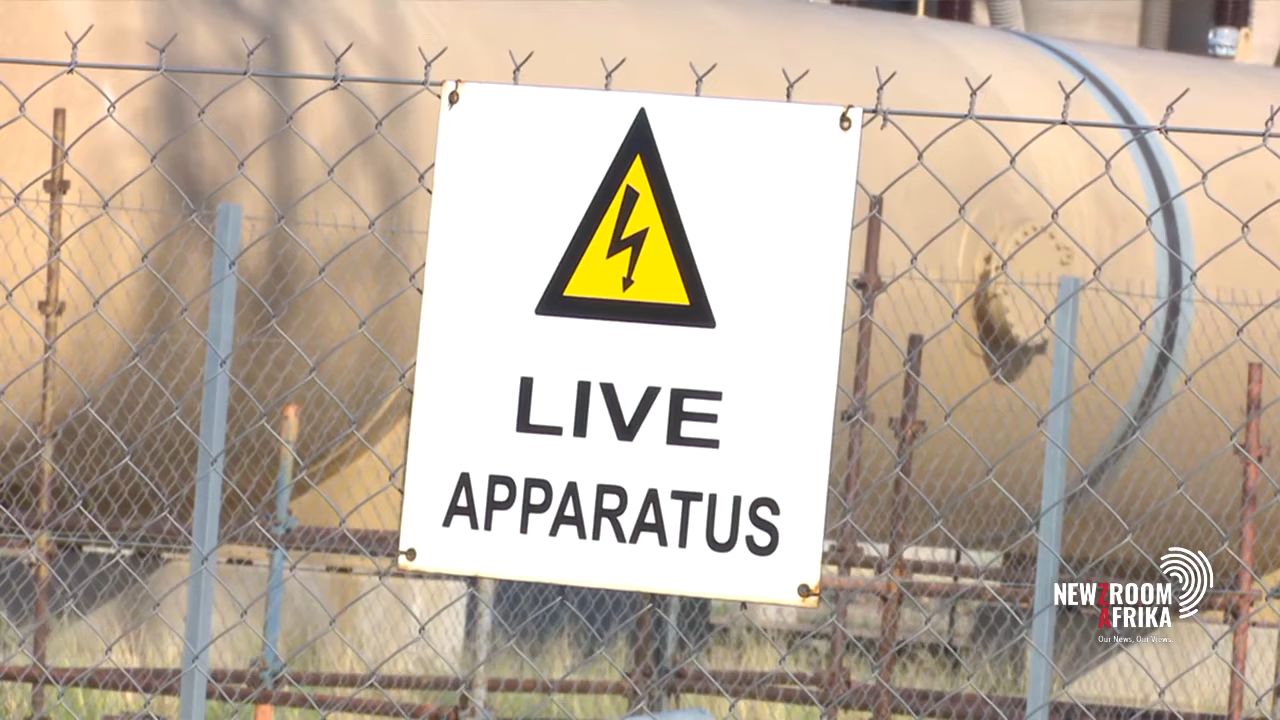 LIVE
APPARATUS
NEWZROOM
AFRIKA
Our News, Our Views.